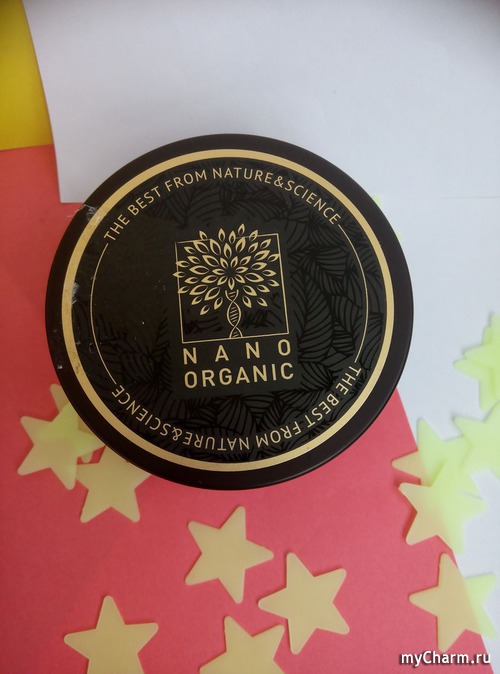 THE BEST FROM NATURE&SCIENCE
NANO
ORGANIC
THE BEST FROM NATURE&SCIENCE
myCharm.ru